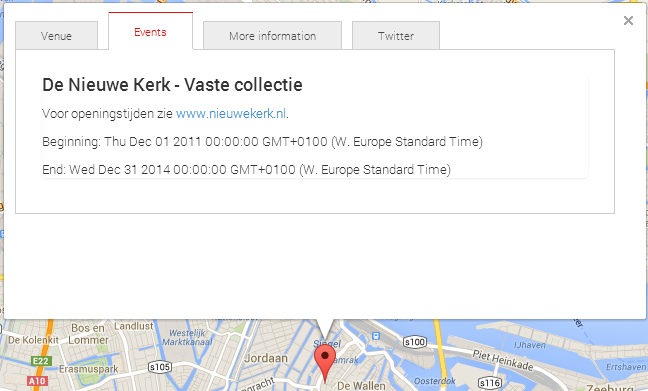 Venue
Events
More information
Twitter
×
De Nieuwe Kerk - Vaste collectie
Voor openingstijden zie www.nieuwekerk.nl.
Beginning: Thu Dec 01 2011 00:00:00 GMT+0100 (W. Europe Standard Time)
End: Wed Dec 31 2014 00:00:00 GMT+0100 (W. Europe Standard Time)
Bos en
Lommer
Landlust
De Kolenkit
E22
Erasmuspark
A10
Westelijk
Marktkanaal
Jordaan
Singel
De Wallen
s100
IJhaven
Piet Heinkade
Ertshaven
Oosterdok
s116
Zeeburg